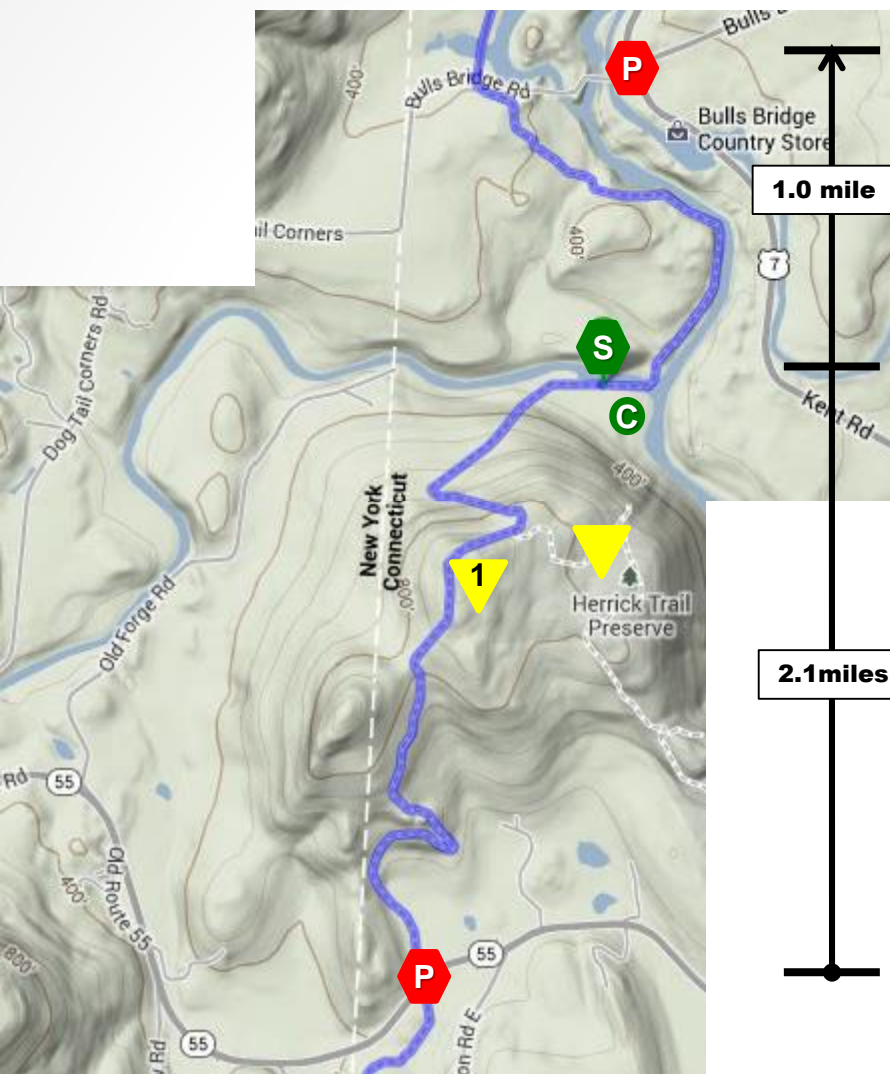 Bulls
P
400'
Bulls Bridge Rd
Bulls Bridge
Country Store
1.0 mile
il Corners
400'
7
Dog Tail Corners Rd
S
C
Kent Rd
400'
New York
Connecticut
800'
1
Herrick Trail
Preserve
Old Forge Rd
2.1miles
Rd
55
Old Route 55
400'
800'
P
55
55
Rd
on Rd E